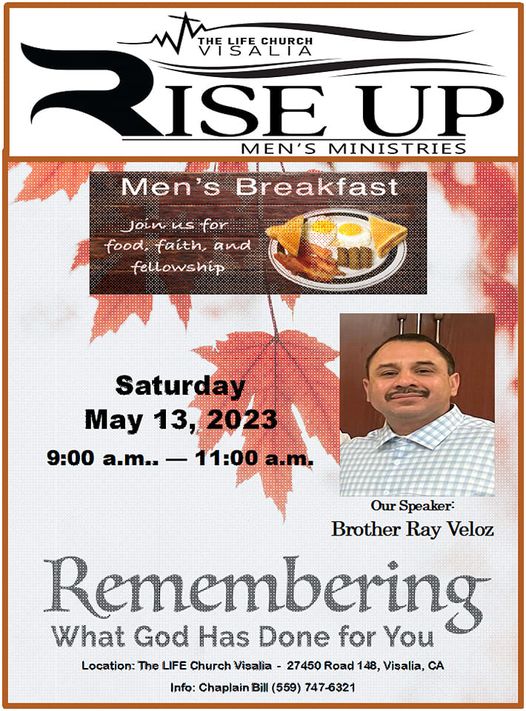 THE LIFE CHURCH
VISALIA
RISE UP
MEN'S MINISTRIES
Men's Breakfast
Join us for
food, faith, and
fellowship
Saturday
May 13, 2023
9:00 a.m.. — 11:00 a.m.
Our Speaker:
Brother Ray Veloz
Remembering
What God Has Done for You
Location: The LIFE Church Visalia - 27450 Road 148, Visalia, CA
Info: Chaplain Bill (559) 747-6321